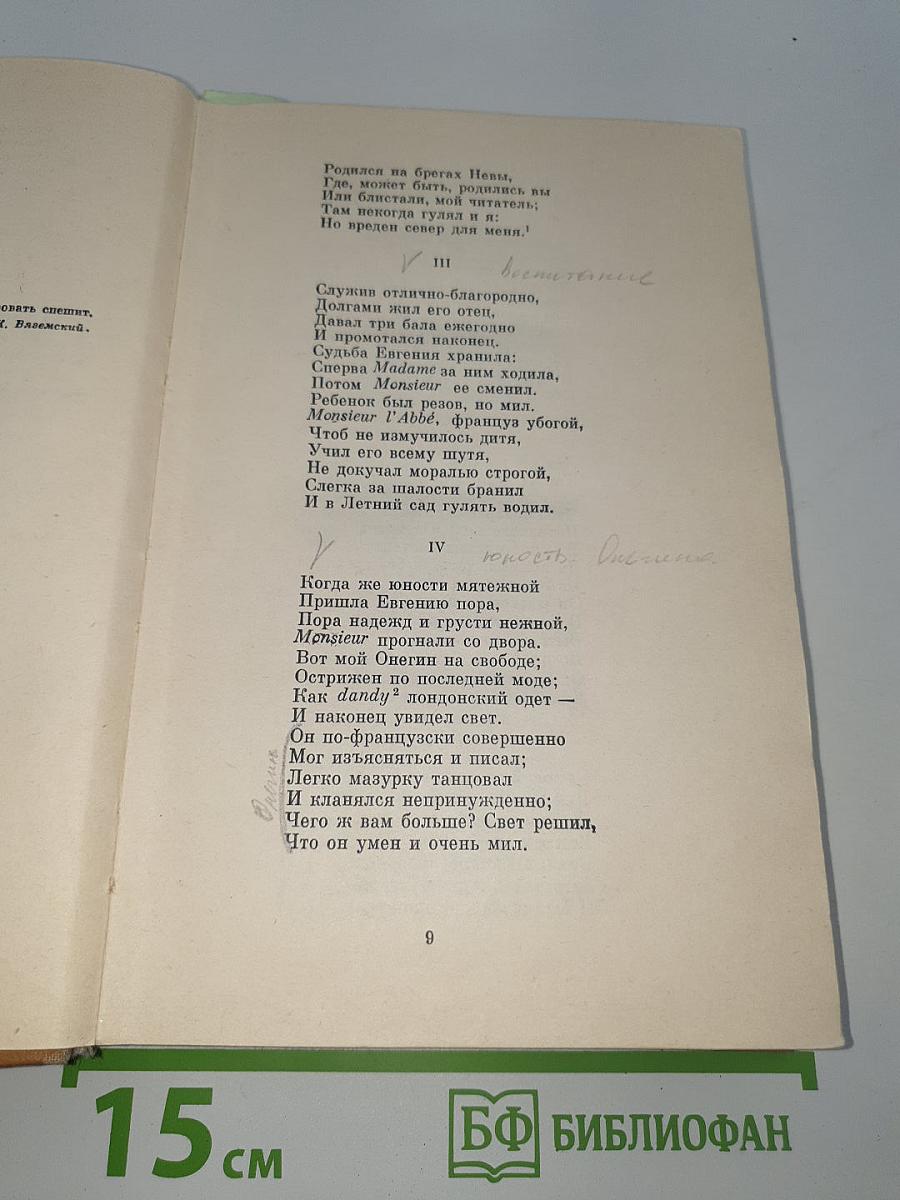 овать спешит.
Вяземский.
Родился на брегах Невы,
Где, может быть, родились вы
Или блистали, мой читатель;
Там некогда гулял и я:
Но вреден север для меня.¹
III Воспитание
Служив отлично-благородно,
Долгами жил его отец,
Давал три бала ежегодно
И промотался наконец.
Судьба Евгения хранила:
Сперва Madame за ним ходила,
Потом Monsieur ее сменил.
Ребенок был резов, но мил.
Monsieur l'Abbé, француз убогой,
Чтоб не измучилось дитя,
Учил его всему шутя,
Не докучал моралью строгой,
Слегка за шалости бранил
И в Летний сад гулять водил.
IV юность Онегина
Когда же юности мятежной
Пришла Евгению пора,
Пора надежд и грусти нежной,
Monsieur прогнали со двора.
Вот мой Онегин на свободе;
Острижен по последней моде;
Как dandy² лондонский одет —
И наконец увидел свет.
Он по-французски совершенно
Мог изъясняться и писал;
Легко мазурку танцовал
И кланялся непринужденно;
Чего ж вам больше? Свет решил,
Что он умен и очень мил.
Онегин
9
15 см
БФ БИБЛИОФАН